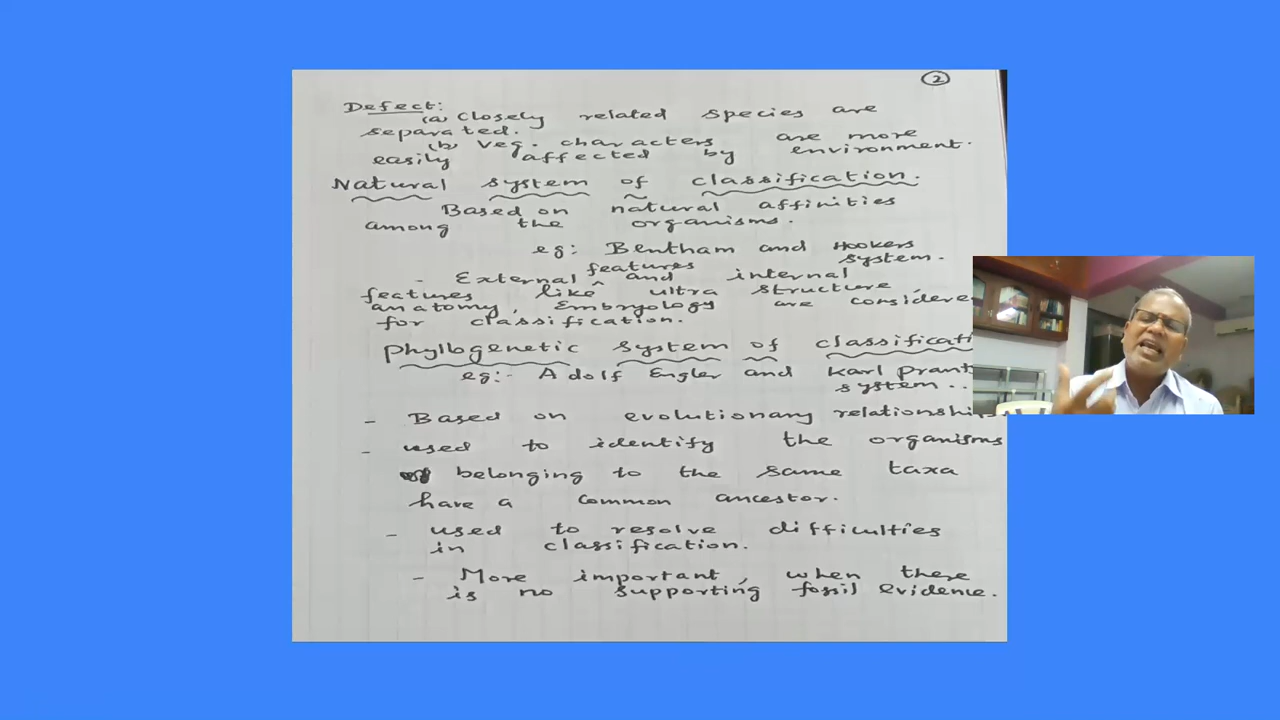 2
Defect:
(a) Closely related species are
separated.
(b) Veg. characters are more
easily affected by environment.
Natural system of classification.
Based on natural affinities
among the organisms.
eg: Bentham and Hookers
system.
- External features and internal
features like ultra structure,
anatomy, Embryology are considere
for classification.
Phylogenetic system of classificati
eg:- Adolf Engler and Karl prant
system..
- Based on evolutionary relationships
- used to identify the organisms
belonging to the same taxa
have a common ancestor.
- used to resolve difficulties
in classification.
- More important, when there
is no supporting fossil evidence.